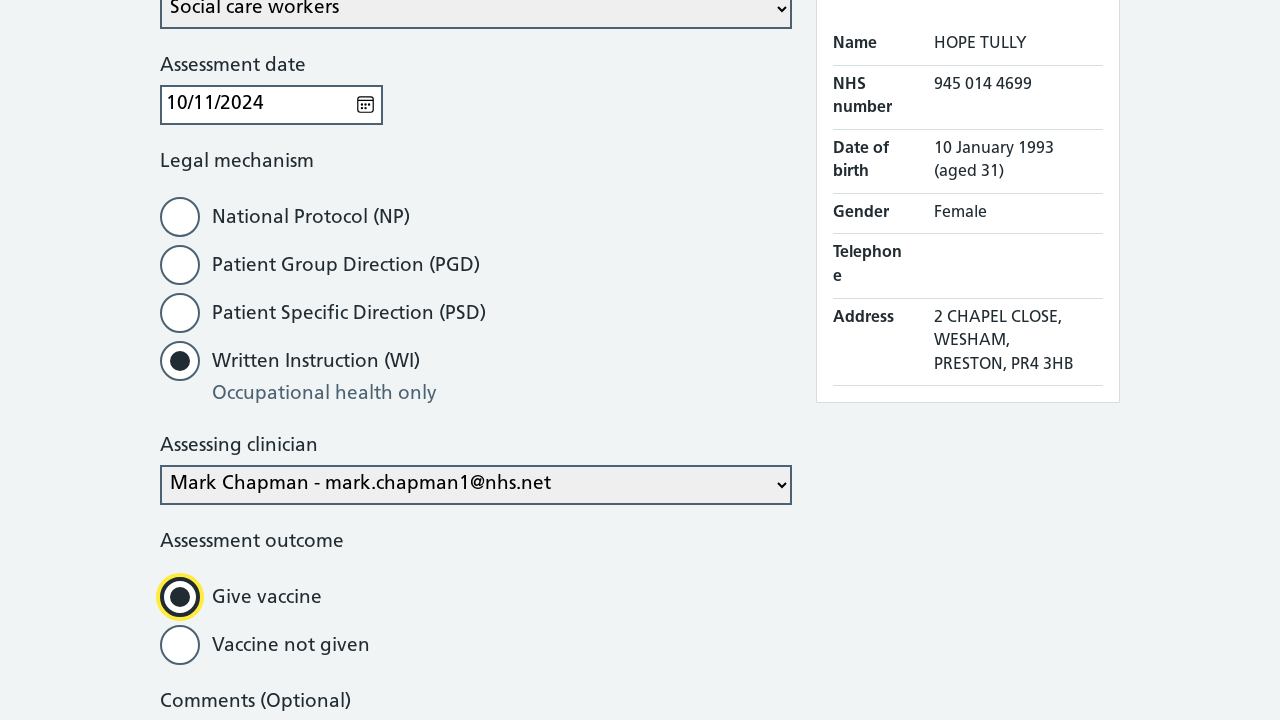 Social care workers
Assessment date
10/11/2024
Legal mechanism
National Protocol (NP)
Patient Group Direction (PGD)
Patient Specific Direction (PSD)
Written Instruction (WI)
Occupational health only
Assessing clinician
Mark Chapman - mark.chapman1@nhs.net
Assessment outcome
Give vaccine
Vaccine not given
Comments (Optional)
Name HOPE TULLY
NHS number 945 014 4699
Date of birth 10 January 1993 (aged 31)
Gender Female
Telephone
Address 2 CHAPEL CLOSE,
WESHAM,
PRESTON, PR4 3HB